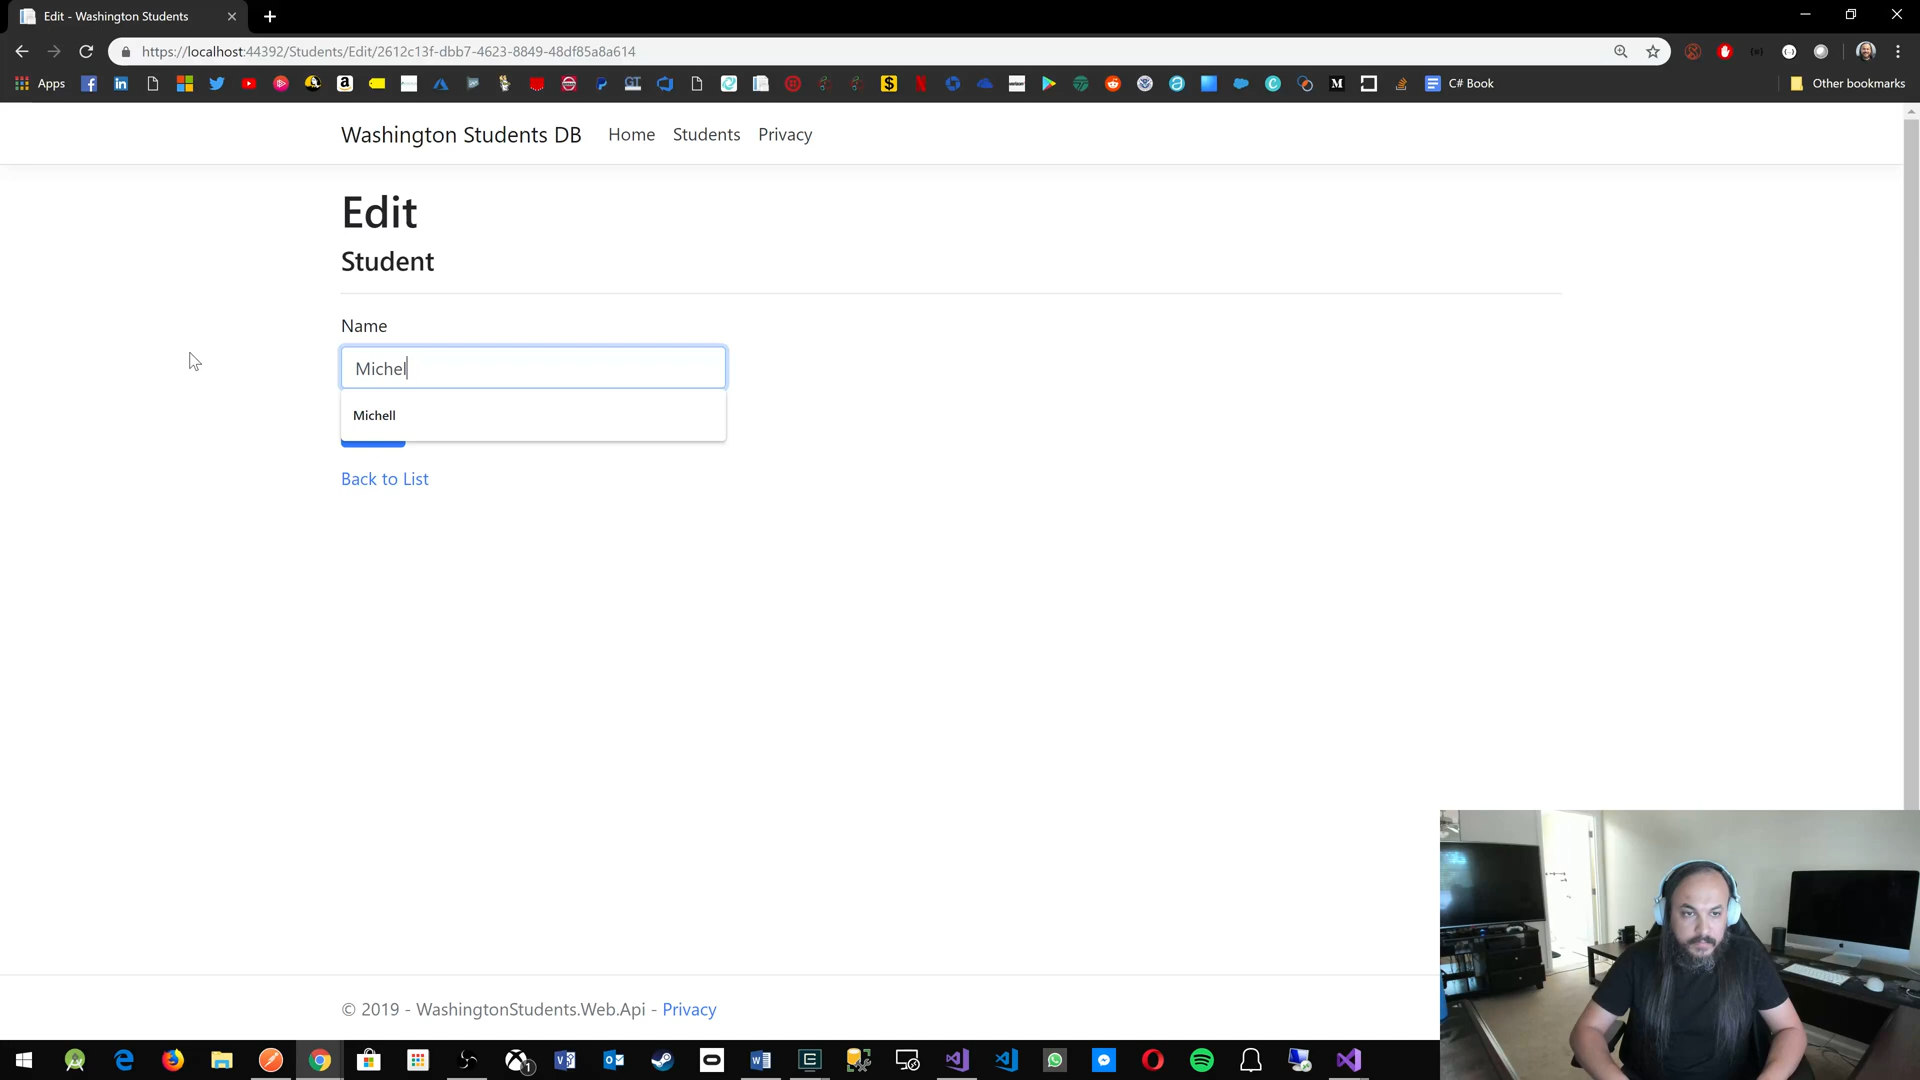 Edit - Washington Students
https://localhost:44392/Students/Edit/2612c13f-dbb7-4623-8849-48df85a8a614
Apps
C# Book
Other bookmarks
Washington Students DB
Home
Students
Privacy
Edit
Student
Name
Michel
Michell
Back to List
© 2019 - WashingtonStudents.Web.Api - Privacy